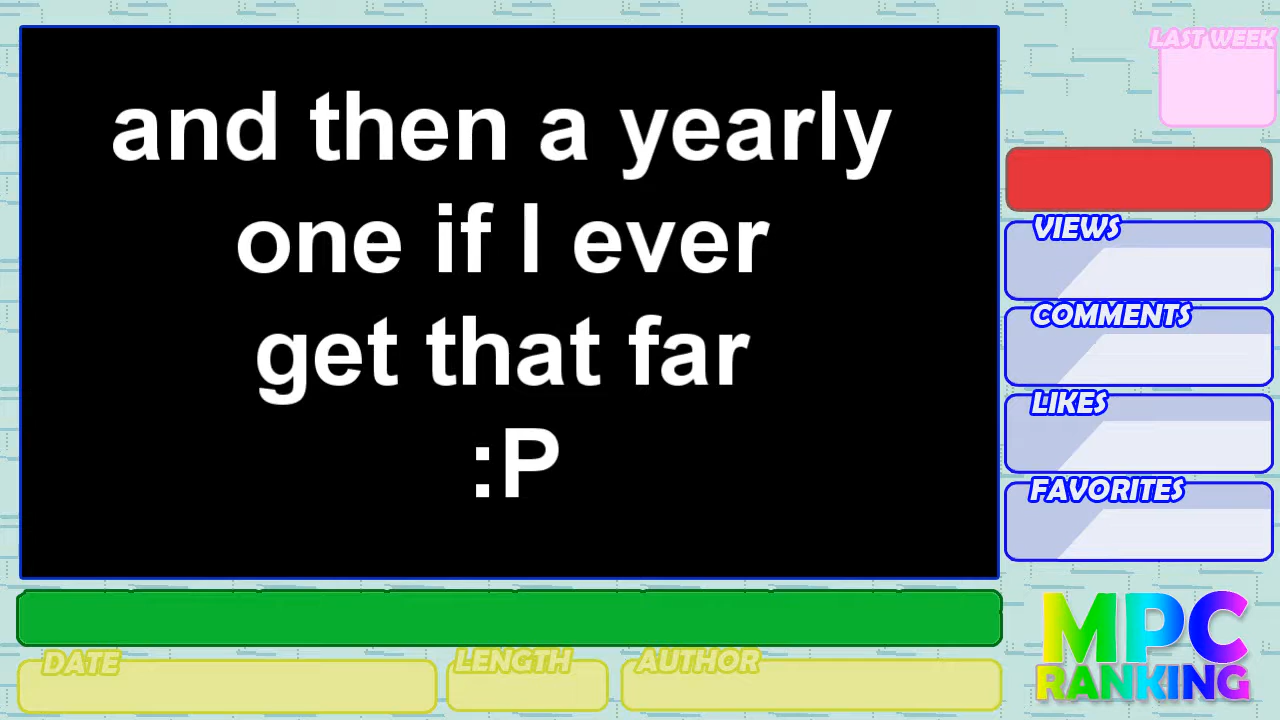 and then a yearly
one if I ever
get that far
:P
LAST WEEK
VIEWS
COMMENTS
LIKES
FAVORITES
DATE
LENGTH
AUTHOR
MPC
RANKING